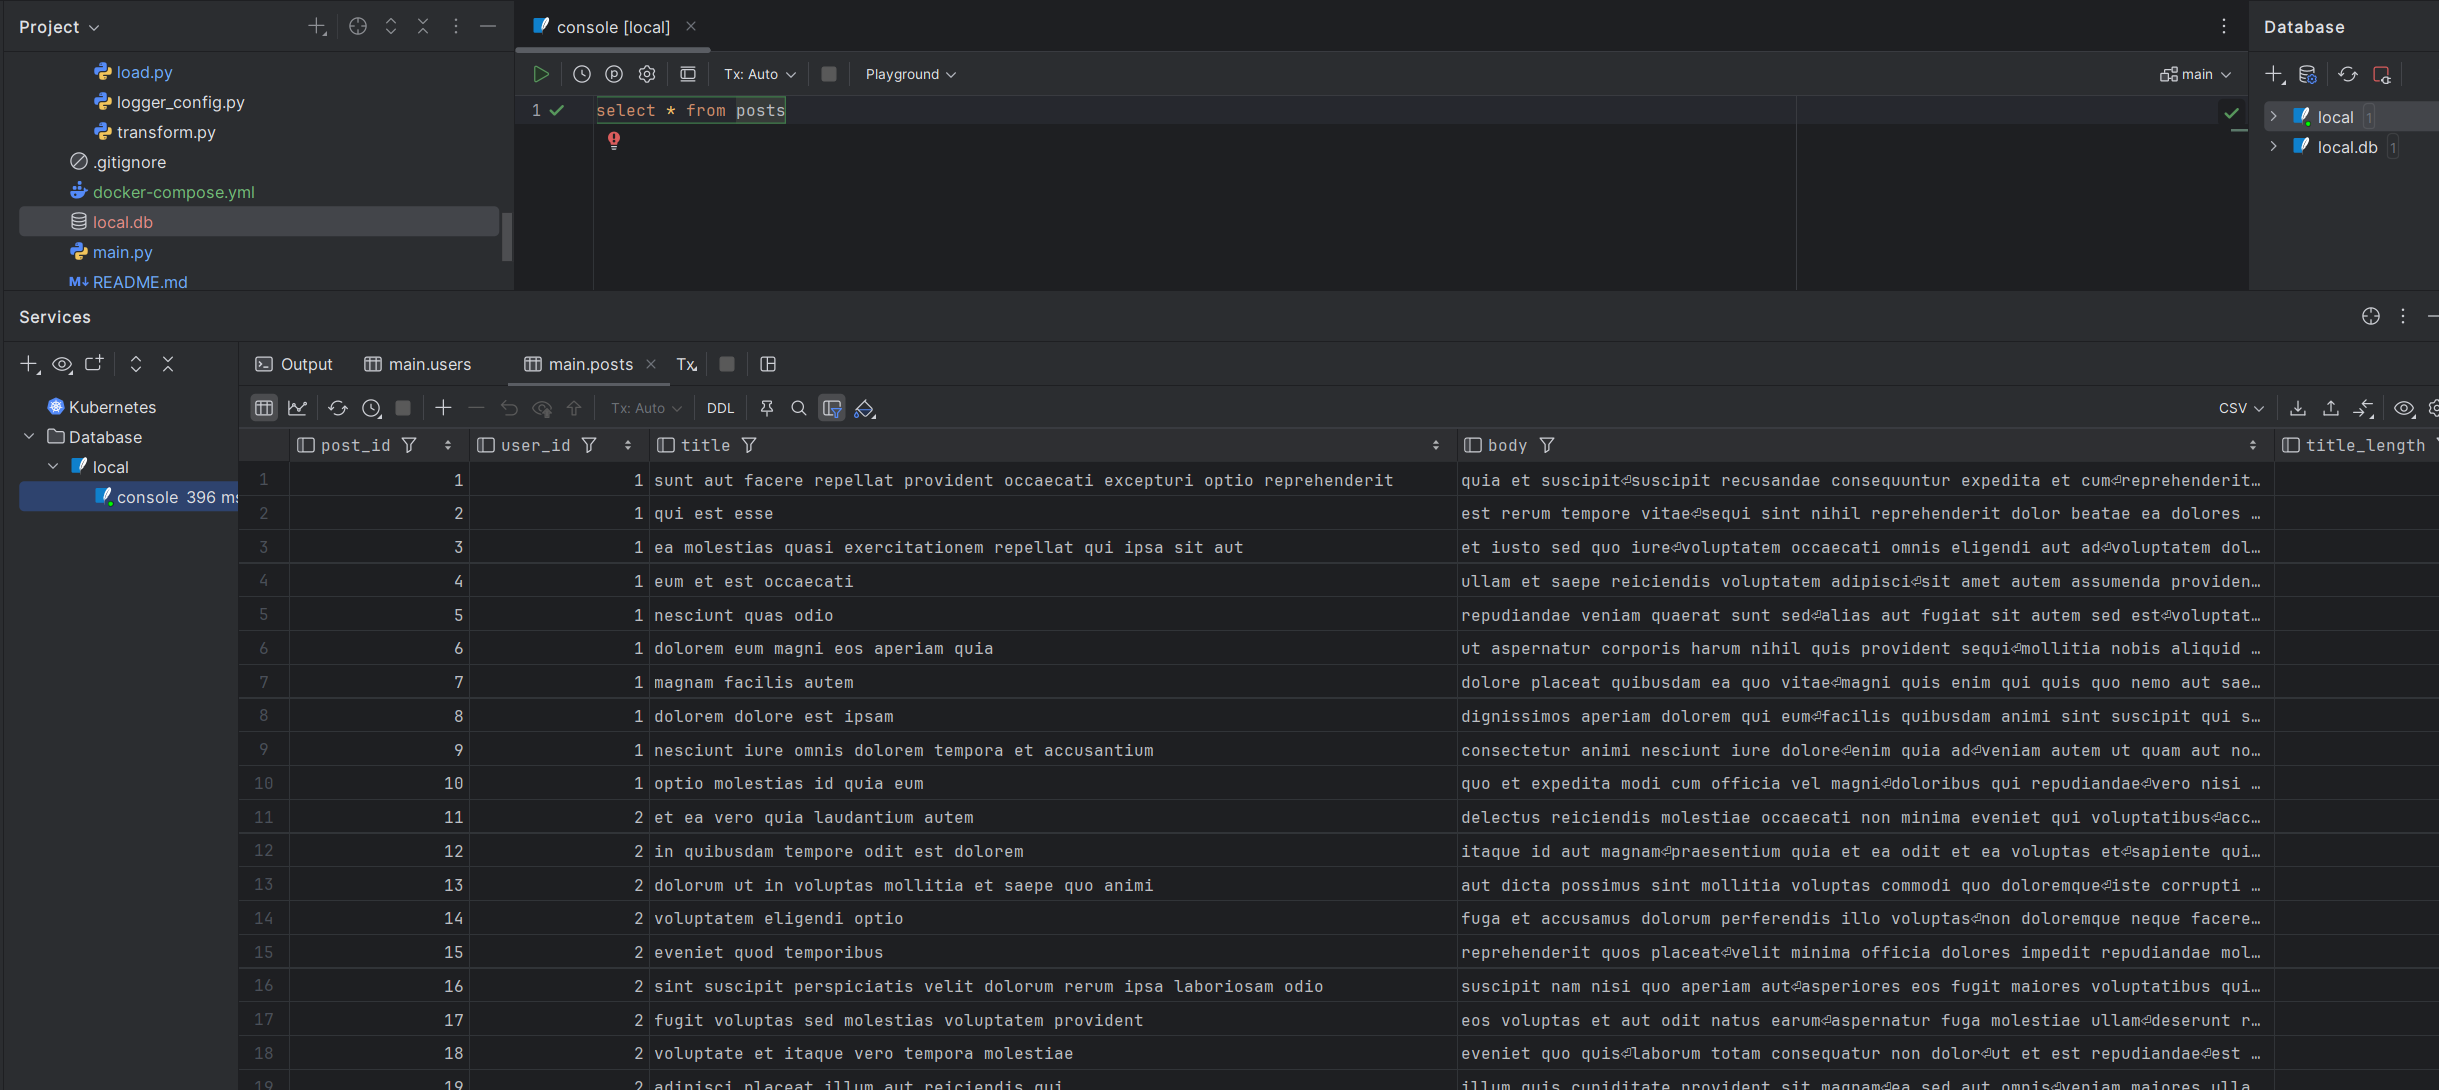 Project
load.py
logger_config.py
transform.py
.gitignore
docker-compose.yml
local.db
main.py
M↓ README.md
console [local]
Tx: Auto
Playground
main
1
select * from posts
Database
local 1
local.db 1
Services
Kubernetes
Database
local
console 396 ms
Output
main.users
main.posts
Tx
Tx: Auto
DDL
CSV
post_id user_id title body title_length
1 1 1 sunt aut facere repellat provident occaecati excepturi optio reprehenderit quia et suscipit⏎suscipit recusandae consequuntur expedita et cum⏎reprehenderit…
2 2 1 qui est esse est rerum tempore vitae⏎sequi sint nihil reprehenderit dolor beatae ea dolores …
3 3 1 ea molestias quasi exercitationem repellat qui ipsa sit aut et iusto sed quo iure⏎voluptatem occaecati omnis eligendi aut ad⏎voluptatem dol…
4 4 1 eum et est occaecati ullam et saepe reiciendis voluptatem adipisci⏎sit amet autem assumenda providen…
5 5 1 nesciunt quas odio repudiandae veniam quaerat sunt sed⏎alias aut fugiat sit autem sed est⏎voluptat…
6 6 1 dolorem eum magni eos aperiam quia ut aspernatur corporis harum nihil quis provident sequi⏎mollitia nobis aliquid …
7 7 1 magnam facilis autem dolore placeat quibusdam ea quo vitae⏎magni quis enim qui quis quo nemo aut sae…
8 8 1 dolorem dolore est ipsam dignissimos aperiam dolorem qui eum⏎facilis quibusdam animi sint suscipit qui s…
9 9 1 nesciunt iure omnis dolorem tempora et accusantium consectetur animi nesciunt iure dolore⏎enim quia ad⏎veniam autem ut quam aut no…
10 10 1 optio molestias id quia eum quo et expedita modi cum officia vel magni⏎doloribus qui repudiandae⏎vero nisi …
11 11 2 et ea vero quia laudantium autem delectus reiciendis molestiae occaecati non minima eveniet qui voluptatibus⏎acc…
12 12 2 in quibusdam tempore odit est dolorem itaque id aut magnam⏎praesentium quia et ea odit et ea voluptas et⏎sapiente qui…
13 13 2 dolorum ut in voluptas mollitia et saepe quo animi aut dicta possimus sint mollitia voluptas commodi quo doloremque⏎iste corrupti …
14 14 2 voluptatem eligendi optio fuga et accusamus dolorum perferendis illo voluptas⏎non doloremque neque facere…
15 15 2 eveniet quod temporibus reprehenderit quos placeat⏎velit minima officia dolores impedit repudiandae mol…
16 16 2 sint suscipit perspiciatis velit dolorum rerum ipsa laboriosam odio suscipit nam nisi quo aperiam aut⏎asperiores eos fugit maiores voluptatibus qui…
17 17 2 fugit voluptas sed molestias voluptatem provident eos voluptas et aut odit natus earum⏎aspernatur fuga molestiae ullam⏎deserunt r…
18 18 2 voluptate et itaque vero tempora molestiae eveniet quo quis⏎laborum totam consequatur non dolor⏎ut et est repudiandae⏎est …
19 19 2 adipisci placeat illum aut reiciendis qui illum quis cupiditate provident sit magnam⏎ea sed aut omnis⏎veniam maiores ulla…